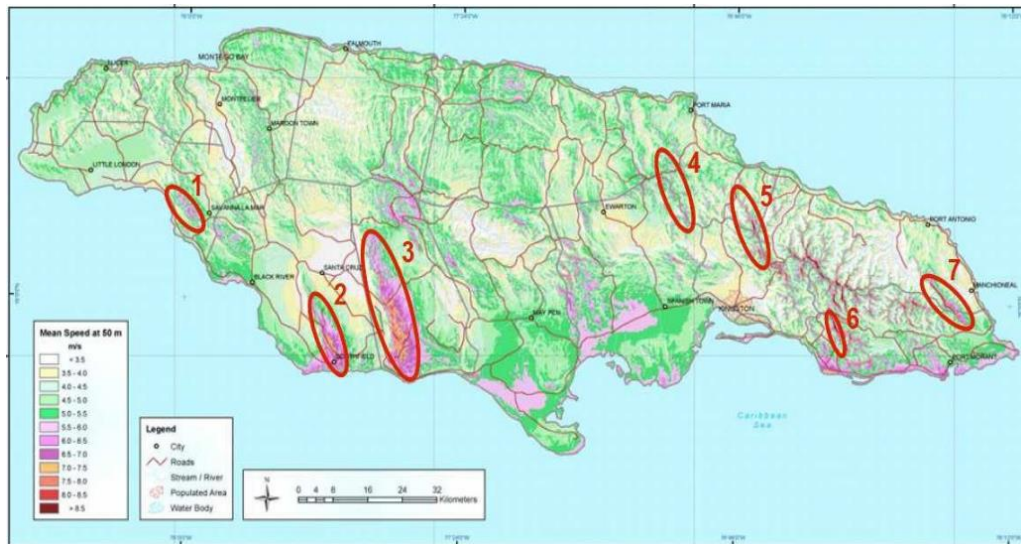 FALMOUTH
MONTEGO BAY
LUCEA
MONTPELIER
MAROON TOWN
PORT MARIA
LITTLE LONDON
4
1
SAVANNA-LA-MAR
EWARTON
5
3
PORT ANTONIO
SANTA CRUZ
BLACK RIVER
2
7
MANCHIONEAL
SPANISH TOWN
KINGSTON
MAY PEN
6
SOUTHFIELD
PORT MORANT
Caribbean
Sea
Mean Speed at 50 m
m/s
< 3.5
3.5 - 4.0
4.0 - 4.5
4.5 - 5.0
5.0 - 5.5
5.5 - 6.0
6.0 - 6.5
6.5 - 7.0
7.0 - 7.5
7.5 - 8.0
8.0 - 8.5
> 8.5
Legend
City
Roads
Stream / River
Populated Area
Water Body
N
0 4 8 16 24 32
Kilometers